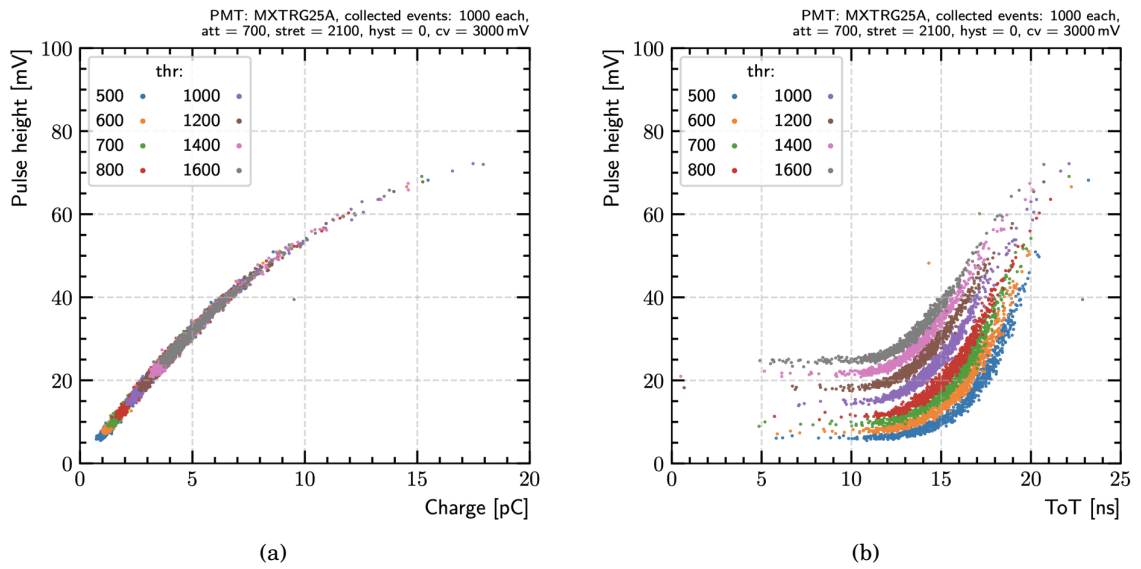 PMT: MXTRG25A, collected events: 1000 each,
att = 700, stret = 2100, hyst = 0, cv = 3000 mV
Pulse height [mV]
100
80
60
40
20
0
thr:
500 1000
600 1200
700 1400
800 1600
0 5 10 15 20
Charge [pC]
(a)
PMT: MXTRG25A, collected events: 1000 each,
att = 700, stret = 2100, hyst = 0, cv = 3000 mV
Pulse height [mV]
100
80
60
40
20
0
thr:
500 1000
600 1200
700 1400
800 1600
0 5 10 15 20 25
ToT [ns]
(b)